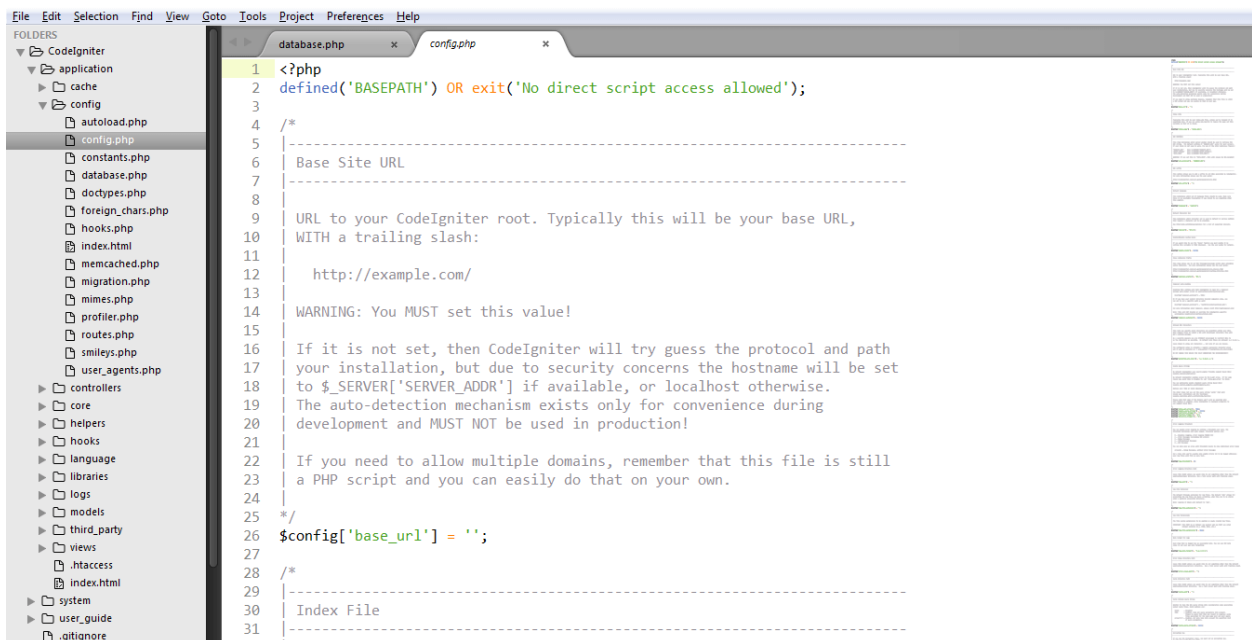 File Edit Selection Find View Goto Tools Project Preferences Help
FOLDERS
CodeIgniter
application
cache
config
autoload.php
config.php
constants.php
database.php
doctypes.php
foreign_chars.php
hooks.php
index.html
memcached.php
migration.php
mimes.php
profiler.php
routes.php
smileys.php
user_agents.php
controllers
core
helpers
hooks
language
libraries
logs
models
third_party
views
.htaccess
index.html
system
user_guide
.gitignore
database.php × config.php ×
1 <?php
2 defined('BASEPATH') OR exit('No direct script access allowed');
3
4 /*
5 |--------------------------------------------------------------------------
6 | Base Site URL
7 |--------------------------------------------------------------------------
8 |
9 | URL to your CodeIgniter root. Typically this will be your base URL,
10 | WITH a trailing slash:
11 |
12 |   http://example.com/
13 |
14 | WARNING: You MUST set this value!
15 |
16 | If it is not set, then CodeIgniter will try guess the protocol and path
17 | your installation, but due to security concerns the hostname will be set
18 | to $_SERVER['SERVER_ADDR'] if available, or localhost otherwise.
19 | The auto-detection mechanism exists only for convenience during
20 | development and MUST NOT be used in production!
21 |
22 | If you need to allow multiple domains, remember that this file is still
23 | a PHP script and you can easily do that on your own.
24 |
25 */
26 $config['base_url'] = '';
27
28 /*
29 |--------------------------------------------------------------------------
30 | Index File
31 |--------------------------------------------------------------------------